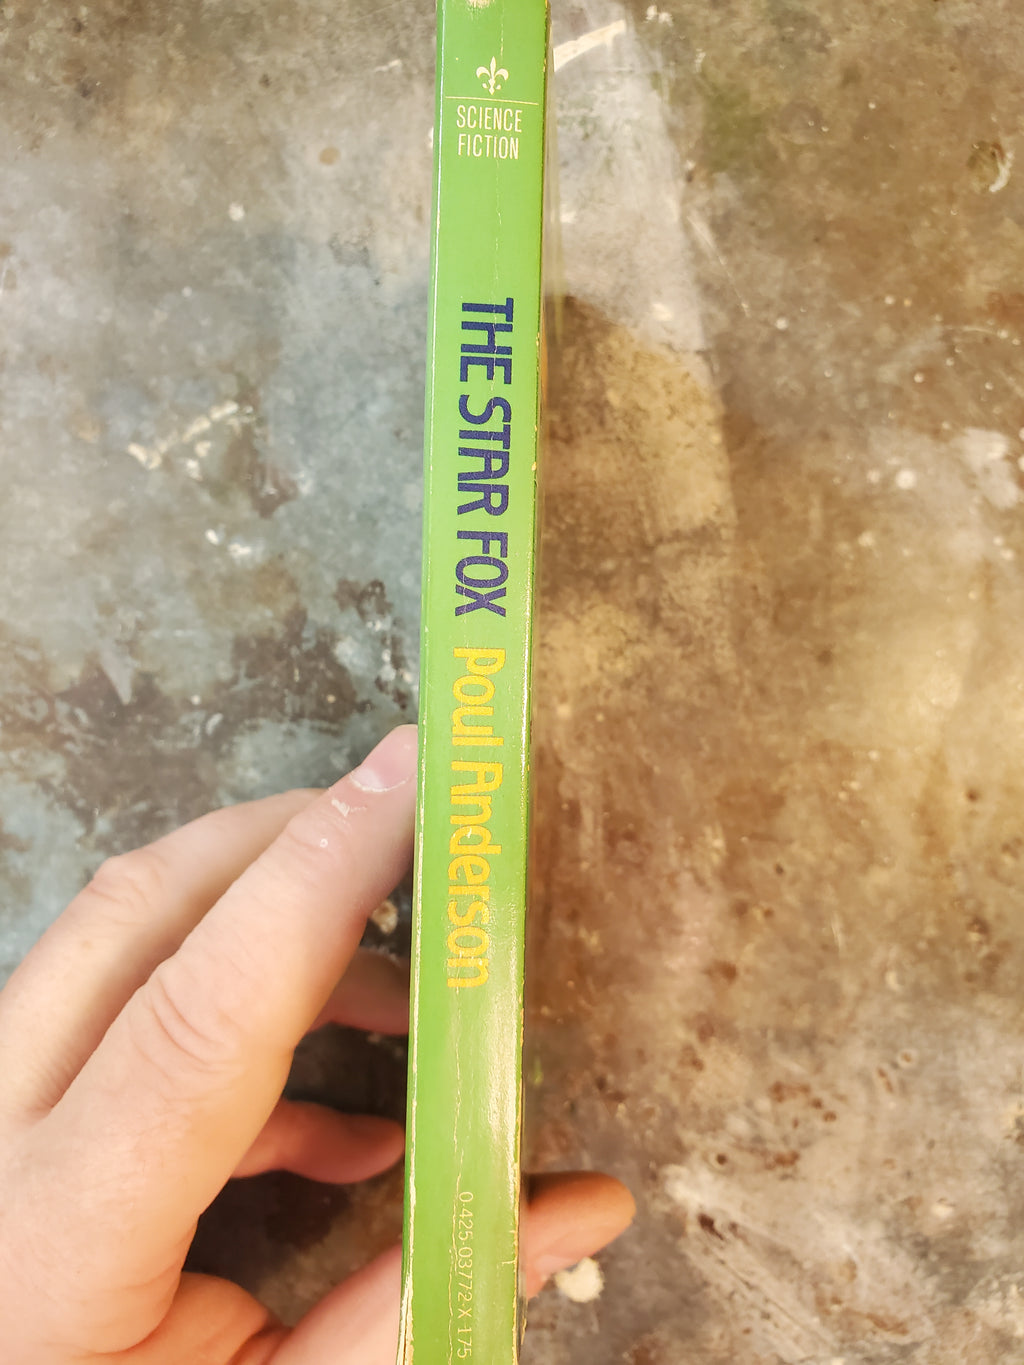 SCIENCE
FICTION
THE STAR FOX Poul Anderson
0-425-03772-X 175